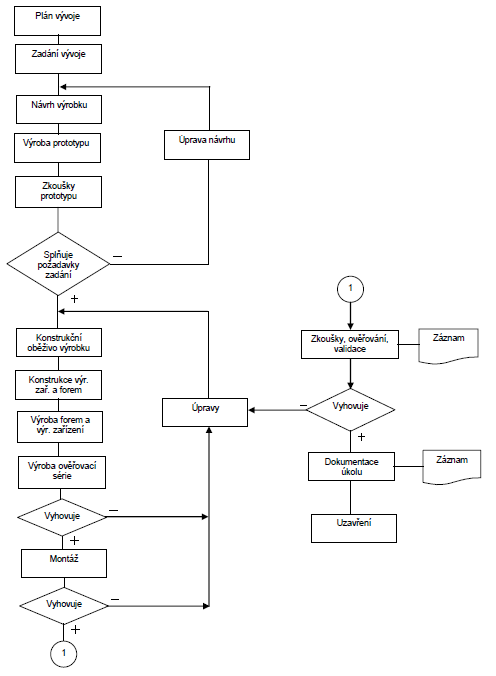 Plán vývoje
Zadání vývoje
Návrh výrobku
Výroba prototypu
Úprava návrhu
Zkoušky
prototypu
Splňuje
požadavky
zadání
–
+
Konstrukční
oběživo výrobku
Konstrukce výr.
zař. a forem
Výroba forem a
výr. zařízení
Úpravy
Výroba ověřovací
série
Vyhovuje
–
+
Montáž
Vyhovuje
–
+
1
1
Zkoušky, ověřování,
validace
Záznam
Vyhovuje
–
+
Dokumentace
úkolu
Záznam
Uzavření